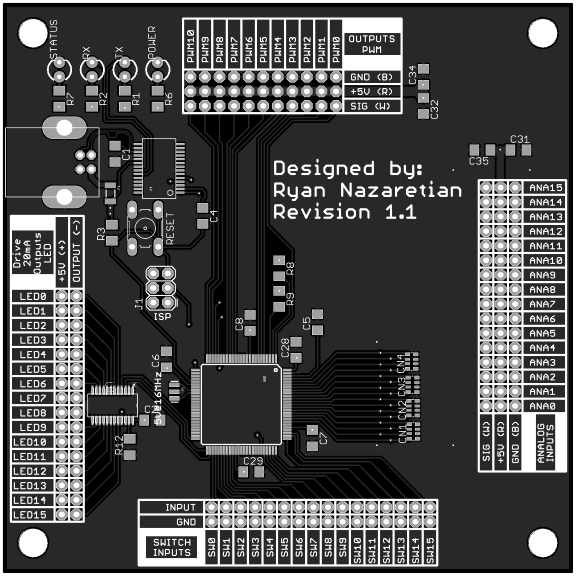 STATUS
RX
TX
POWER
R7
R2
R1
R6
PWM10
PWM9
PWM8
PWM7
PWM6
PWM5
PWM4
PWM3
PWM2
PWM1
PWM0
OUTPUTS
PWM
GND (B)
+5V (R)
SIG (W)
C34
C32
C1
C35
C31
Designed by:
Ryan Nazaretian
Revision 1.1
R3
RESET
C4
J1
ISP
R8
R9
C8
C5
C28
C6
5V@16MHz
R12
C29
C7
CN4
CN3
CN2
CN1
Drive
20mA
Outputs
LED
+5V (+)
OUTPUT (-)
LED0
LED1
LED2
LED3
LED4
LED5
LED6
LED7
LED8
LED9
LED10
LED11
LED12
LED13
LED14
LED15
ANA15
ANA14
ANA13
ANA12
ANA11
ANA10
ANA9
ANA8
ANA7
ANA6
ANA5
ANA4
ANA3
ANA2
ANA1
ANA0
SIG (W)
+5V (R)
GND (B)
ANALOG
INPUTS
INPUT
GND
SWITCH
INPUTS
SW0
SW1
SW2
SW3
SW4
SW5
SW6
SW7
SW8
SW9
SW10
SW11
SW12
SW13
SW14
SW15